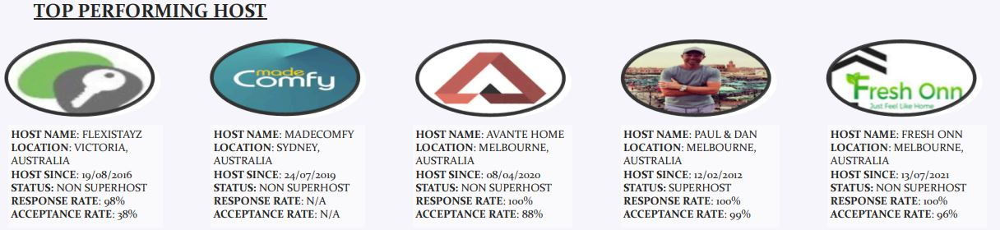 TOP PERFORMING HOST
made
Comfy
Fresh Onn
Just Feel Like Home
HOST NAME: FLEXISTAYZ
LOCATION: VICTORIA,
AUSTRALIA
HOST SINCE: 19/08/2016
STATUS: NON SUPERHOST
RESPONSE RATE: 98%
ACCEPTANCE RATE: 38%
HOST NAME: MADECOMFY
LOCATION: SYDNEY,
AUSTRALIA
HOST SINCE: 24/07/2019
STATUS: NON SUPERHOST
RESPONSE RATE: N/A
ACCEPTANCE RATE: N/A
HOST NAME: AVANTE HOME
LOCATION: MELBOURNE,
AUSTRALIA
HOST SINCE: 08/04/2020
STATUS: NON SUPERHOST
RESPONSE RATE: 100%
ACCEPTANCE RATE: 88%
HOST NAME: PAUL & DAN
LOCATION: MELBOURNE,
AUSTRALIA
HOST SINCE: 12/02/2012
STATUS: SUPERHOST
RESPONSE RATE: 100%
ACCEPTANCE RATE: 99%
HOST NAME: FRESH ONN
LOCATION: MELBOURNE,
AUSTRALIA
HOST SINCE: 13/07/2021
STATUS: NON SUPERHOST
RESPONSE RATE: 100%
ACCEPTANCE RATE: 96%